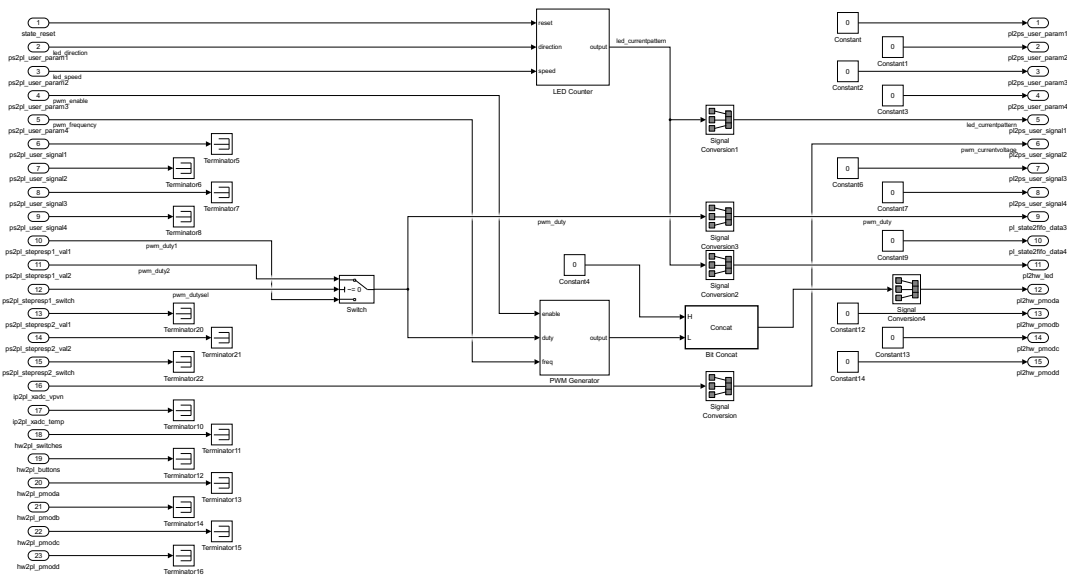 1
state_reset
2
ps2pl_user_param1
led_direction
3
ps2pl_user_param2
led_speed
4
ps2pl_user_param3
pwm_enable
5
ps2pl_user_param4
pwm_frequency
6
ps2pl_user_signal1
Terminator5
7
ps2pl_user_signal2
Terminator6
8
ps2pl_user_signal3
Terminator7
9
ps2pl_user_signal4
Terminator8
10
ps2pl_stepresp1_val1
pwm_duty1
11
ps2pl_stepresp1_val2
pwm_duty2
12
ps2pl_stepresp1_switch
pwm_dutysel
13
ps2pl_stepresp2_val1
Terminator20
14
ps2pl_stepresp2_val2
Terminator21
15
ps2pl_stepresp2_switch
Terminator22
16
ip2pl_xadc_vpvn
17
ip2pl_xadc_temp
Terminator10
18
hw2pl_switches
Terminator11
19
hw2pl_buttons
Terminator12
20
hw2pl_pmoda
Terminator13
21
hw2pl_pmodb
Terminator14
22
hw2pl_pmodc
Terminator15
23
hw2pl_pmodd
Terminator16
~= 0
Switch
reset
direction
speed
output
LED Counter
led_currentpattern
enable
duty
freq
output
PWM Generator
0
Constant4
H
L
Concat
Bit Concat
pwm_duty
Signal
Conversion1
Signal
Conversion3
Signal
Conversion2
Signal
Conversion
Signal
Conversion4
0
Constant
0
Constant1
0
Constant2
0
Constant3
0
Constant6
0
Constant7
0
Constant9
0
Constant12
0
Constant13
0
Constant14
1
pl2ps_user_param1
2
pl2ps_user_param2
3
pl2ps_user_param3
4
pl2ps_user_param4
5
led_currentpattern
pl2ps_user_signal1
6
pwm_currentvoltage
pl2ps_user_signal2
7
pl2ps_user_signal3
8
pl2ps_user_signal4
9
pwm_duty
pl_state2fifo_data3
10
pl_state2fifo_data4
11
pl2hw_led
12
pl2hw_pmoda
13
pl2hw_pmodb
14
pl2hw_pmodc
15
pl2hw_pmodd